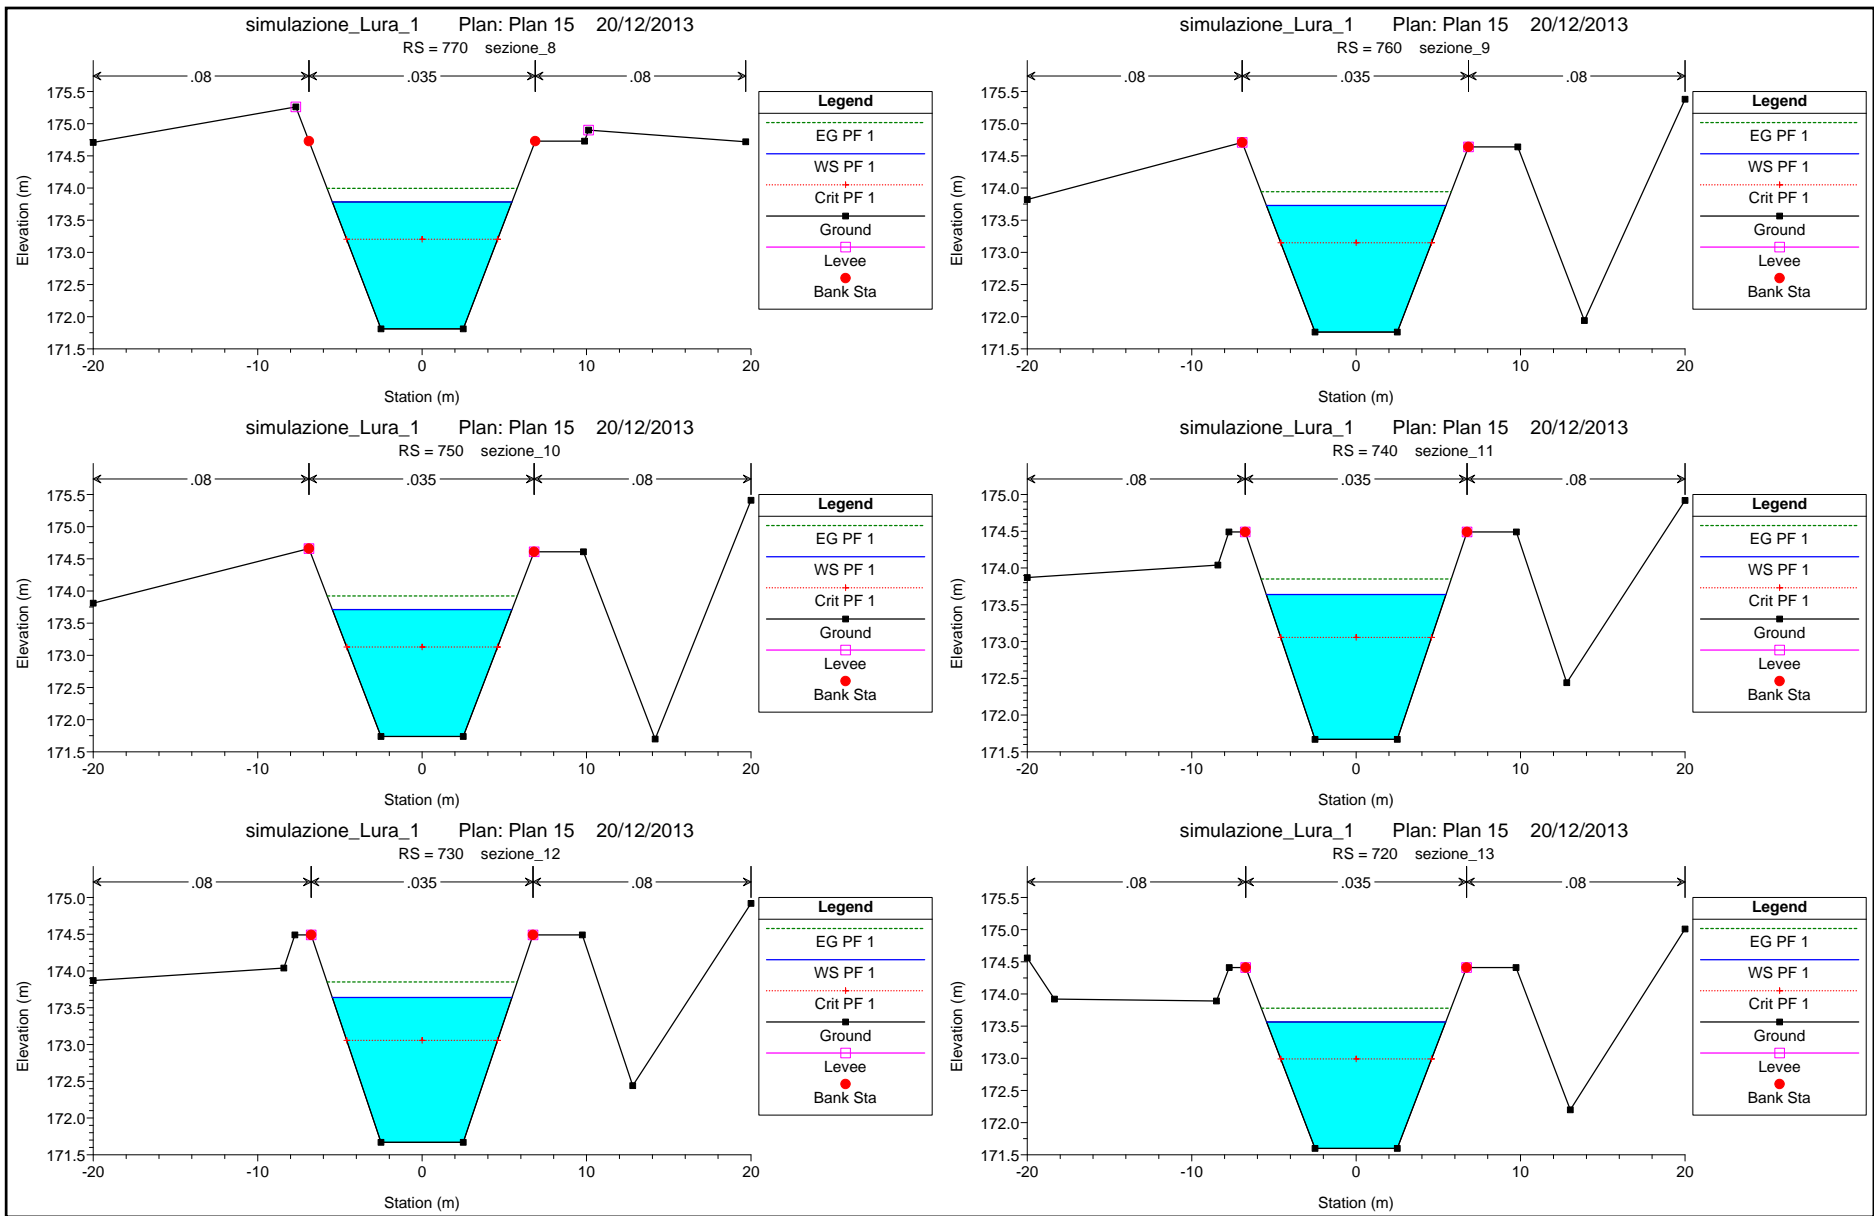 simulazione_Lura_1 Plan: Plan 15 20/12/2013
RS = 770 sezione_8
.08 .035 .08
175.5
175.0
174.5
174.0
173.5
173.0
172.5
172.0
171.5
Elevation (m)
-20 -10 0 10 20
Station (m)
Legend
EG PF 1
WS PF 1
Crit PF 1
Ground
Levee
Bank Sta
simulazione_Lura_1 Plan: Plan 15 20/12/2013
RS = 760 sezione_9
.08 .035 .08
175.5
175.0
174.5
174.0
173.5
173.0
172.5
172.0
171.5
Elevation (m)
-20 -10 0 10 20
Station (m)
Legend
EG PF 1
WS PF 1
Crit PF 1
Ground
Levee
Bank Sta
simulazione_Lura_1 Plan: Plan 15 20/12/2013
RS = 750 sezione_10
.08 .035 .08
175.5
175.0
174.5
174.0
173.5
173.0
172.5
172.0
171.5
Elevation (m)
-20 -10 0 10 20
Station (m)
Legend
EG PF 1
WS PF 1
Crit PF 1
Ground
Levee
Bank Sta
simulazione_Lura_1 Plan: Plan 15 20/12/2013
RS = 740 sezione_11
.08 .035 .08
175.0
174.5
174.0
173.5
173.0
172.5
172.0
171.5
Elevation (m)
-20 -10 0 10 20
Station (m)
Legend
EG PF 1
WS PF 1
Crit PF 1
Ground
Levee
Bank Sta
simulazione_Lura_1 Plan: Plan 15 20/12/2013
RS = 730 sezione_12
.08 .035 .08
175.0
174.5
174.0
173.5
173.0
172.5
172.0
171.5
Elevation (m)
-20 -10 0 10 20
Station (m)
Legend
EG PF 1
WS PF 1
Crit PF 1
Ground
Levee
Bank Sta
simulazione_Lura_1 Plan: Plan 15 20/12/2013
RS = 720 sezione_13
.08 .035 .08
175.5
175.0
174.5
174.0
173.5
173.0
172.5
172.0
171.5
Elevation (m)
-20 -10 0 10 20
Station (m)
Legend
EG PF 1
WS PF 1
Crit PF 1
Ground
Levee
Bank Sta